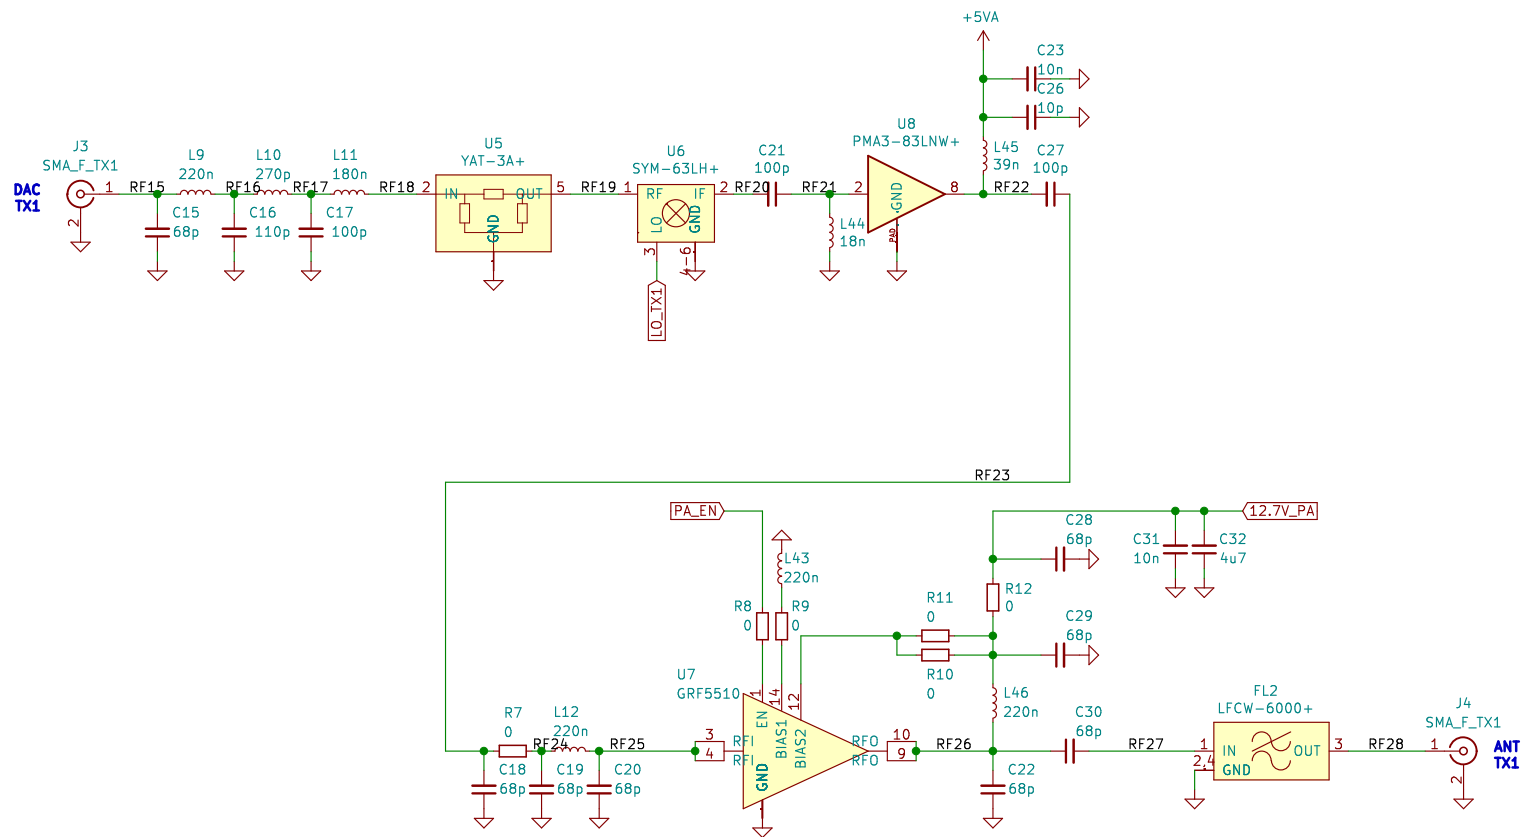 +5VA
C23
10n
C26
10p
U8
PMA3-83LNW+
GND
PAD
2
8
L45
39n
C27
100p
RF22
J3
SMA_F_TX1
DAC
TX1
1
2
RF15
L9
220n
RF16
L10
270p
RF17
L11
180n
RF18
C15
68p
C16
110p
C17
100p
U5
YAT-3A+
2
IN
OUT
5
GND
RF19
U6
SYM-63LH+
1
RF
IF
2
LO
GND
3
4-6
LO_TX1
RF20
C21
100p
RF21
L44
18n
RF23
PA_EN
L43
220n
R8
0
R9
0
R11
0
R10
0
R12
0
C28
68p
C29
68p
C31
10n
C32
4u7
12.7V_PA
U7
GRF5510
1
14
12
EN
BIAS1
BIAS2
3
4
RFI
RFI
RFO
RFO
10
9
GND
R7
0
RF24
L12
220n
RF25
C18
68p
C19
68p
C20
68p
L46
220n
RF26
C22
68p
C30
68p
RF27
FL2
LFCW-6000+
1
IN
OUT
3
2,4
GND
RF28
J4
SMA_F_TX1
1
2
ANT
TX1